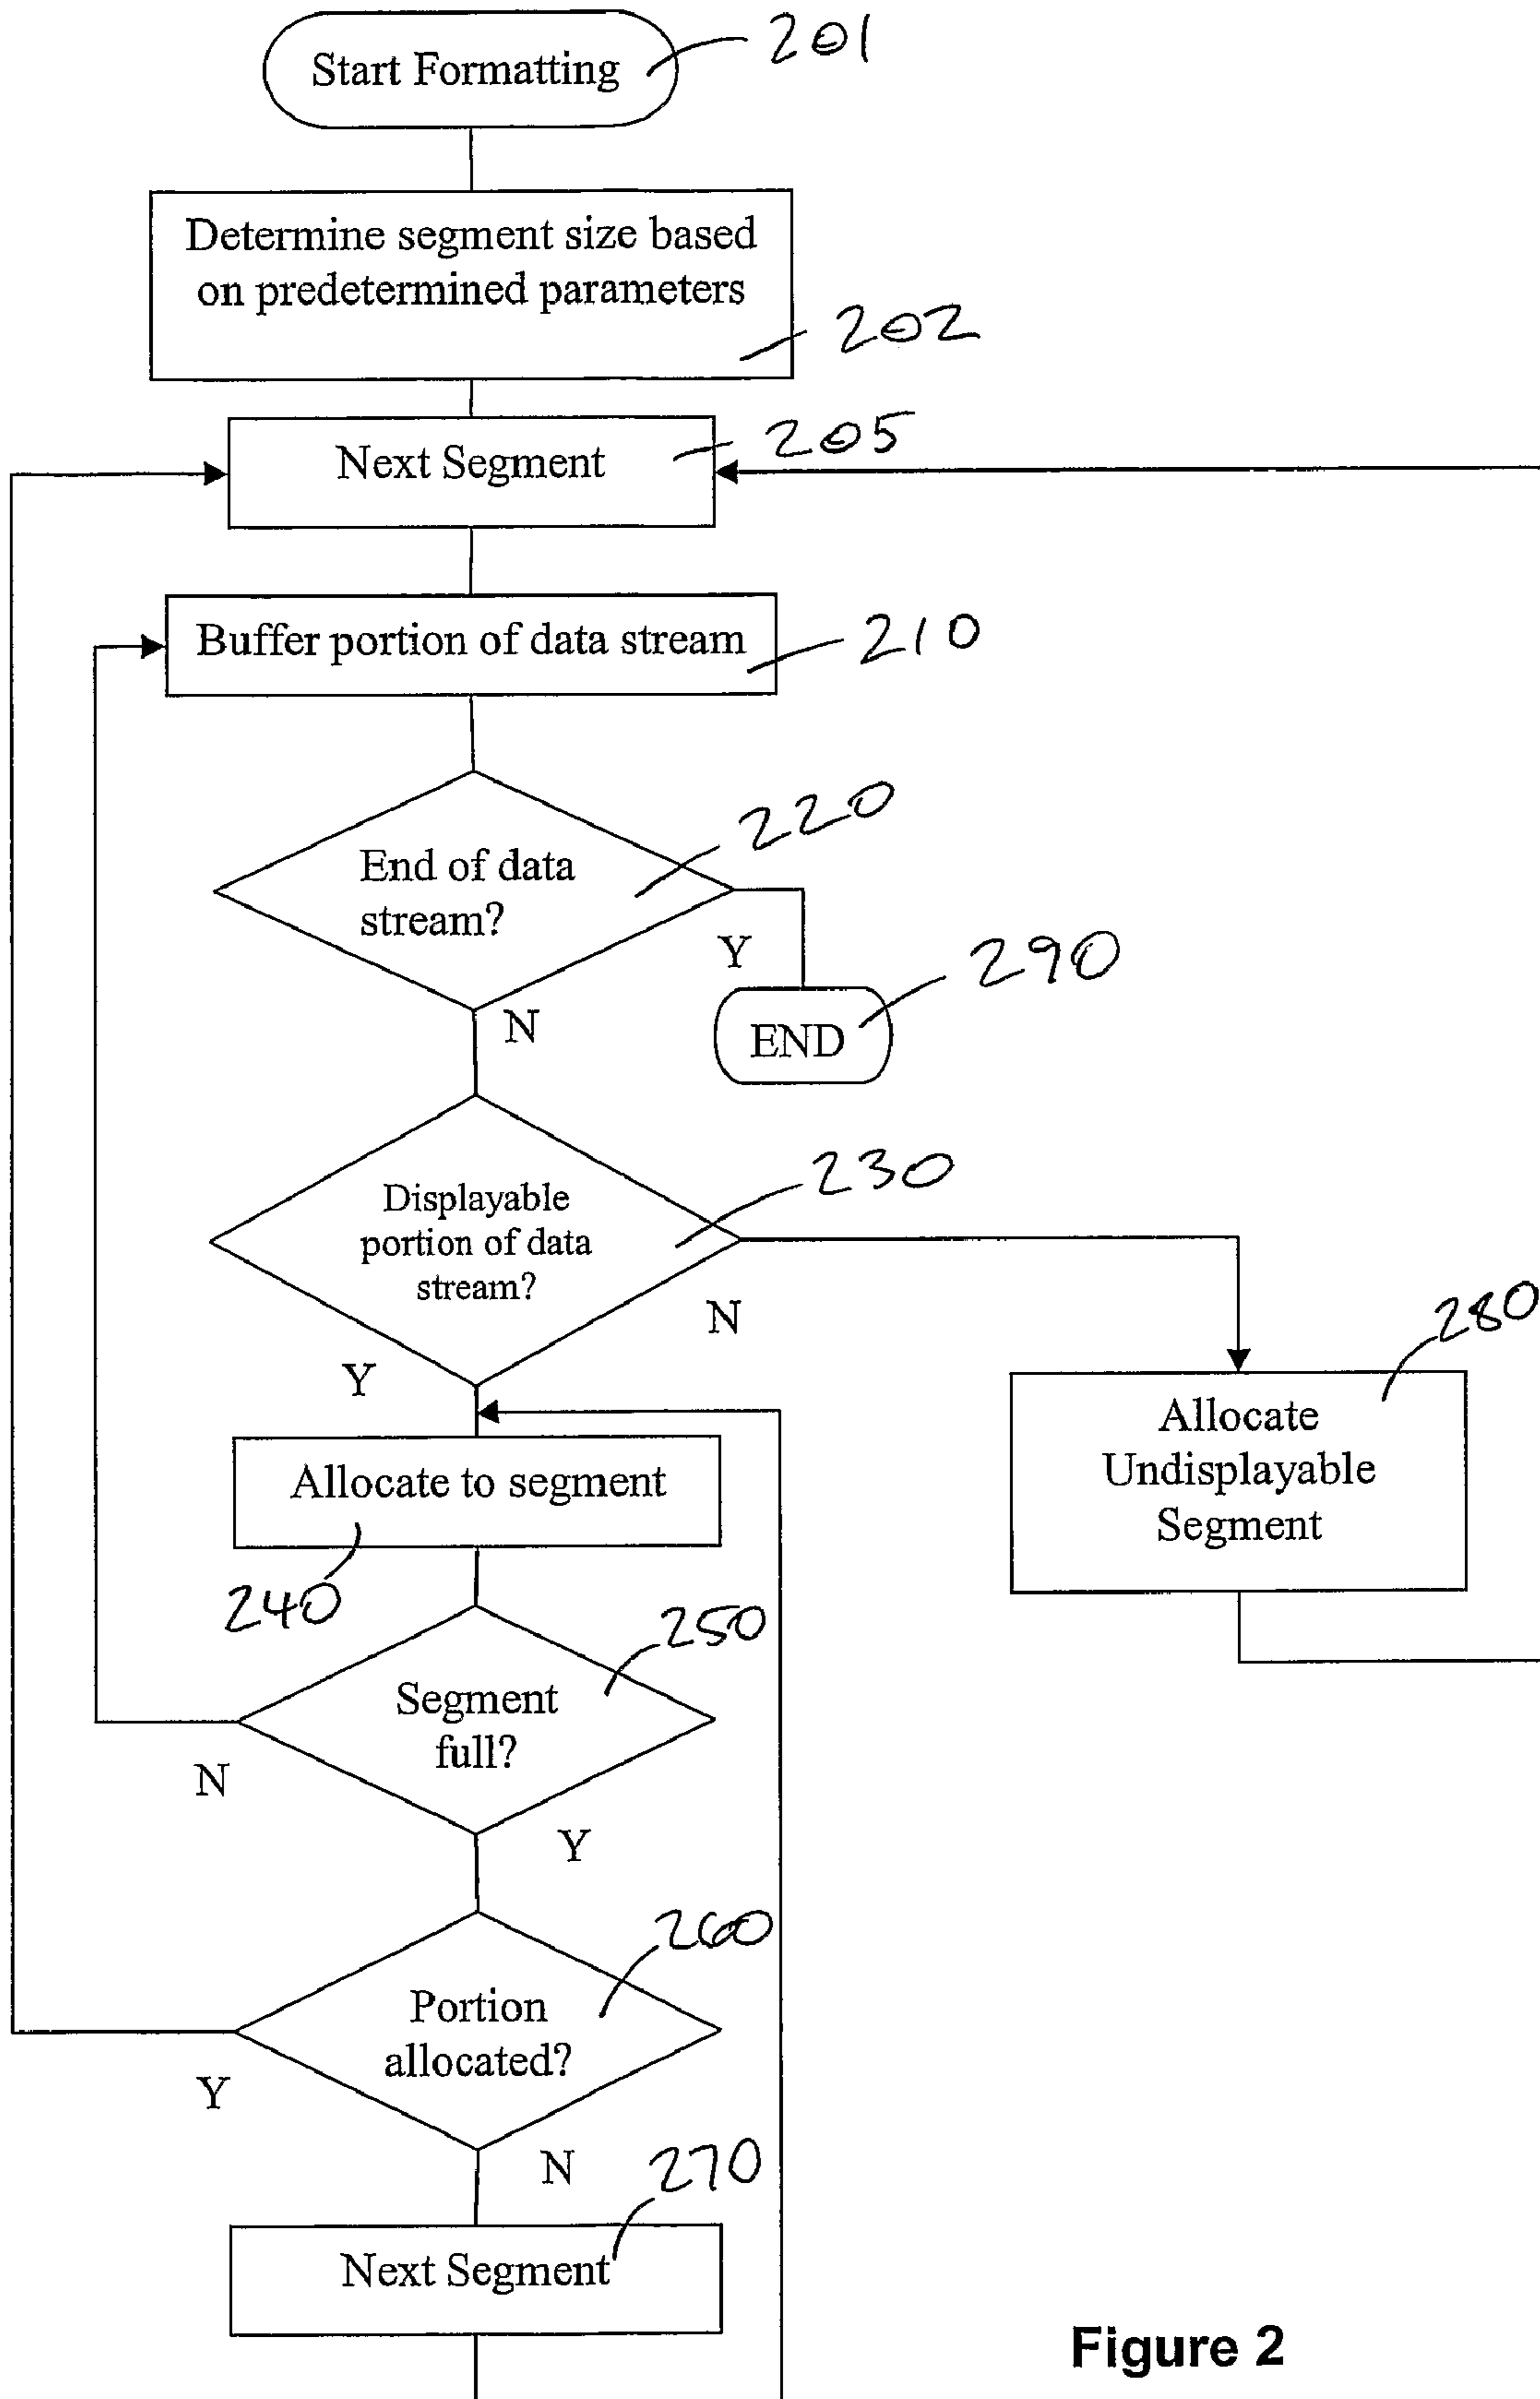 Start Formatting
201
Determine segment size based
on predetermined parameters
202
Next Segment
205
Buffer portion of data stream
210
End of data
stream?
220
Y
N
END
290
Displayable
portion of data
stream?
230
N
Y
Allocate
Undisplayable
Segment
280
Allocate to segment
240
Segment
full?
250
N
Y
Portion
allocated?
260
Y
N
Next Segment
270
Figure 2